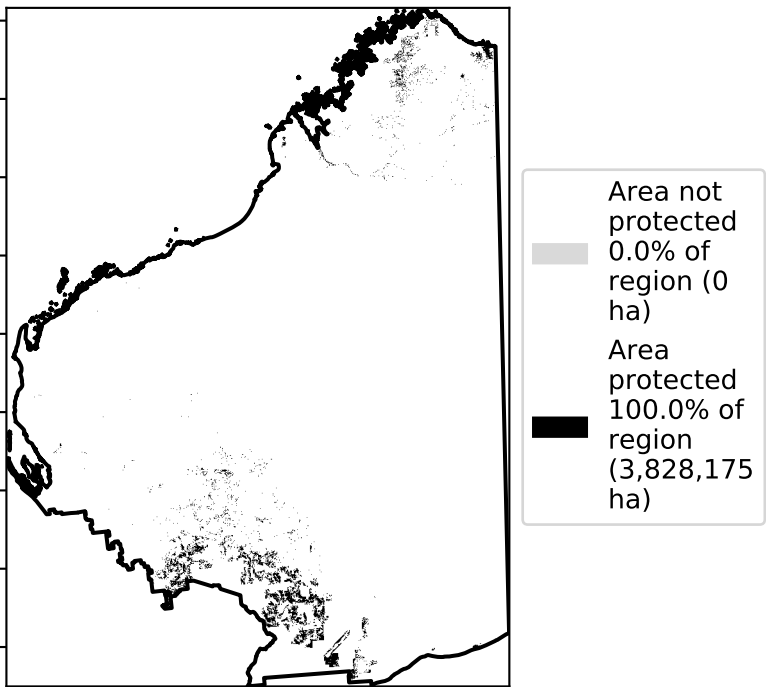 Area not
protected
0.0% of
region (0
ha)
Area
protected
100.0% of
region
(3,828,175
ha)